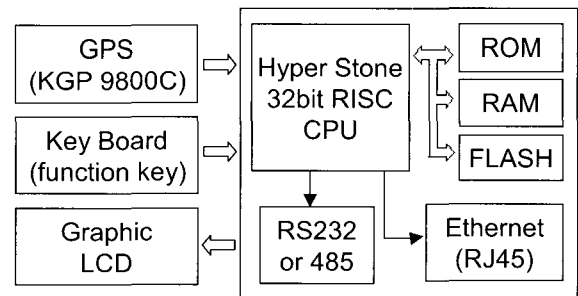 GPS
(KGP 9800C)
Key Board
(function key)
Graphic
LCD
Hyper Stone
32bit RISC
CPU
ROM
RAM
FLASH
RS232
or 485
Ethernet
(RJ45)